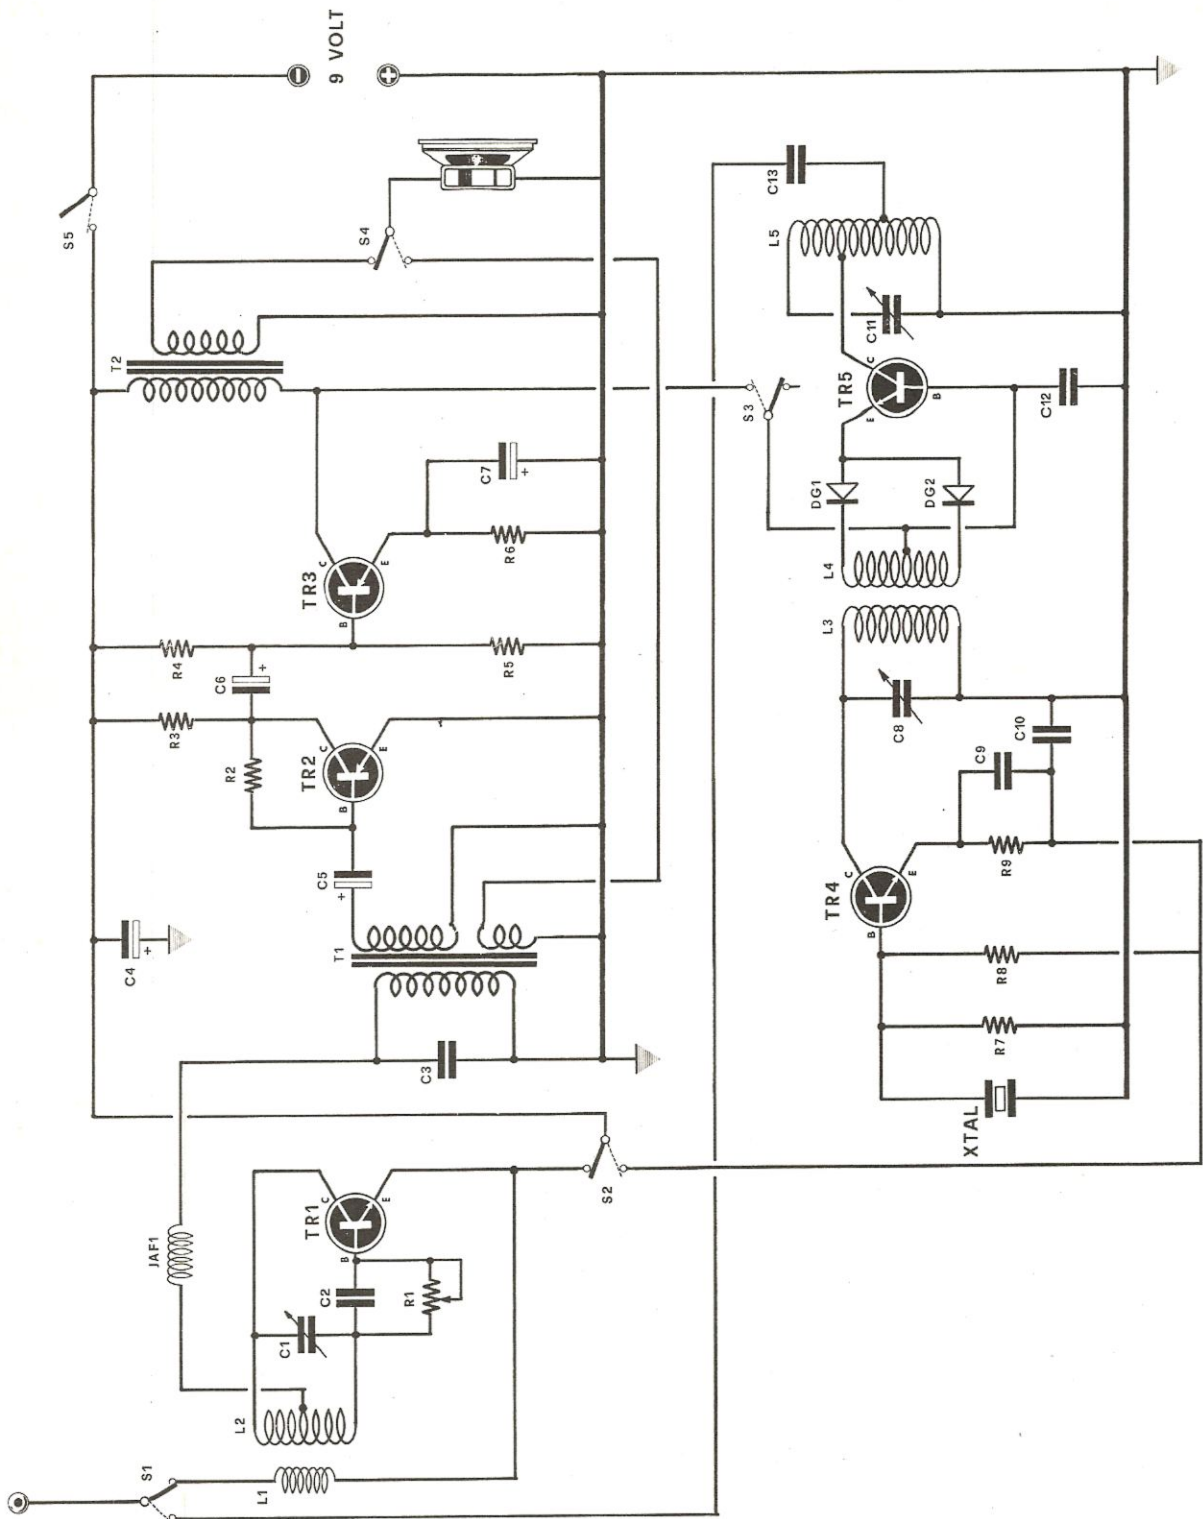 9 VOLT
S5
S4
T2
C13
L5
C11
TR5
C
E
B
C12
S3
C7
R6
TR3
C
E
B
DG1
DG2
L4
R4
C6
+
R5
L3
R3
R2
TR2
C
E
B
C8
C10
C9
C5
+
TR4
C
E
B
R9
C4
+
T1
R8
R7
C3
XTAL
JAF1
TR1
C
E
B
S2
C1
C2
R1
L2
S1
L1